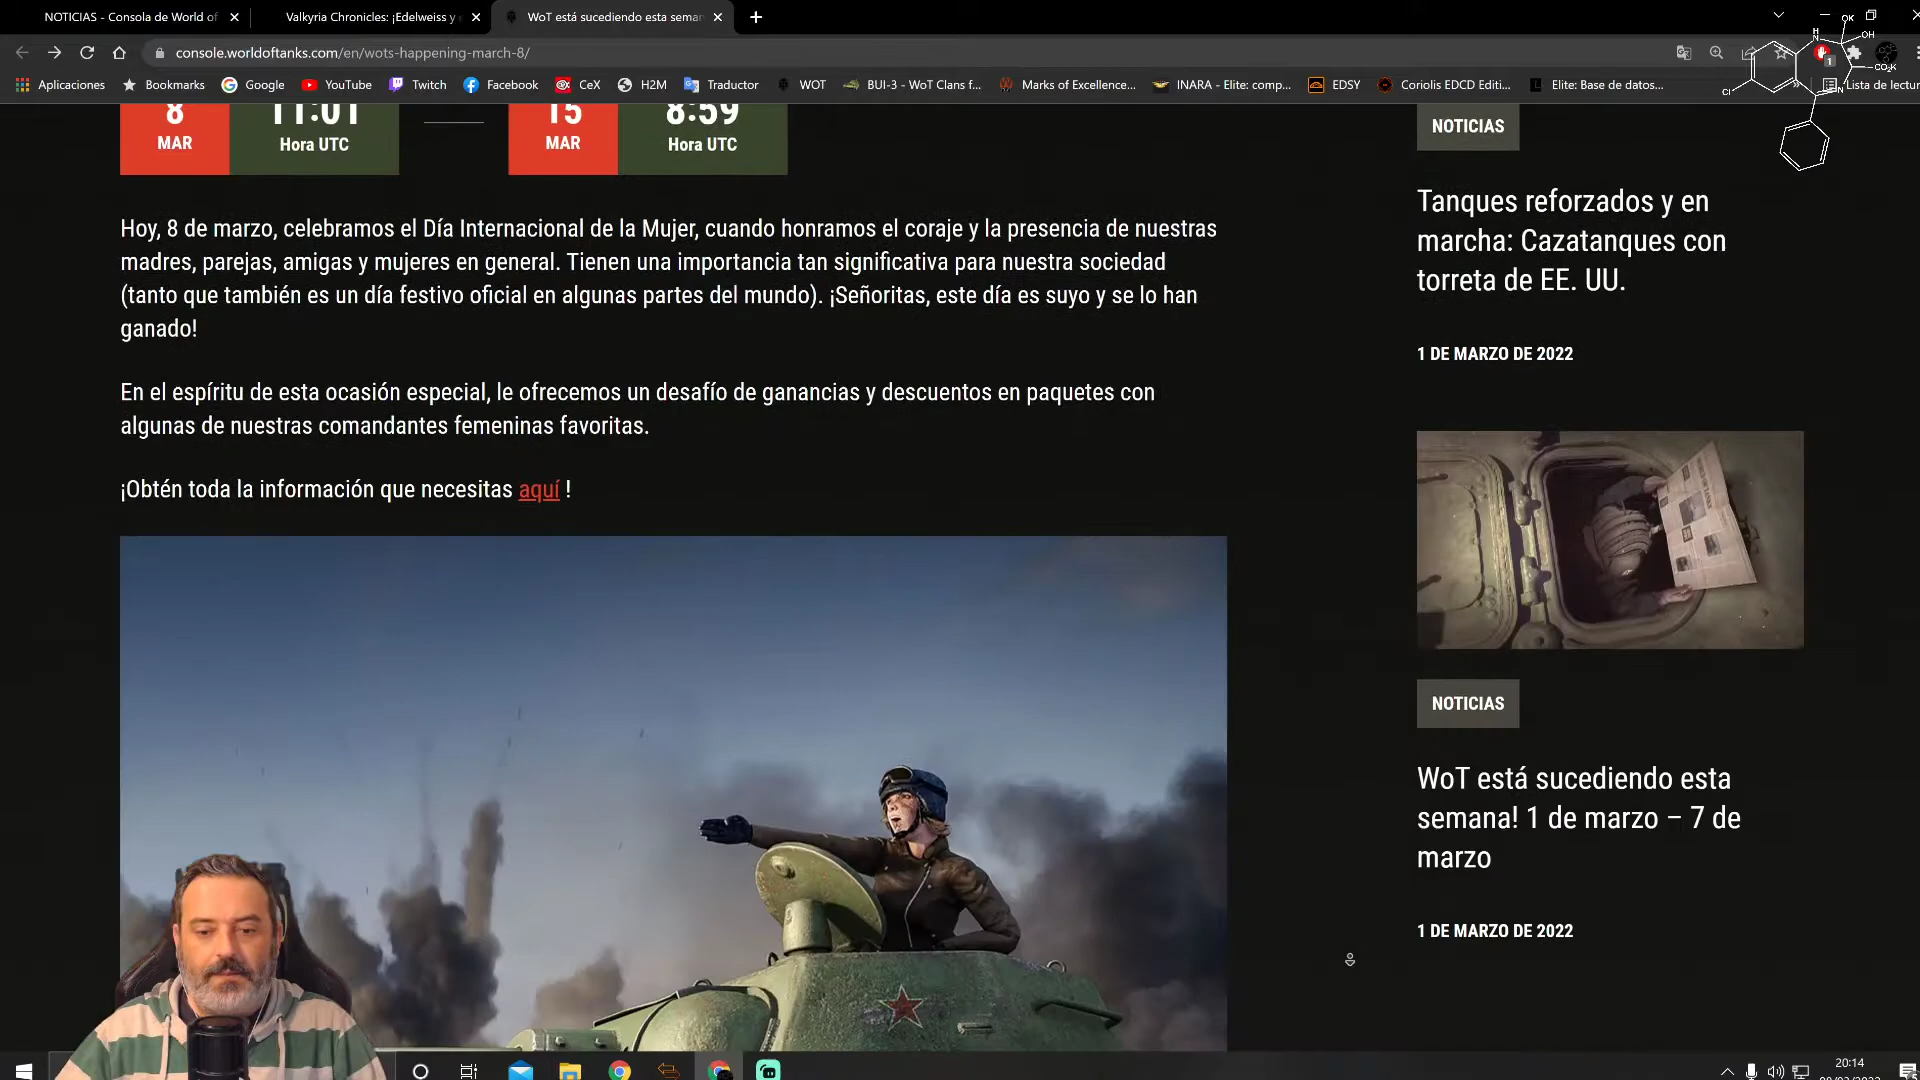 NOTICIAS - Consola de World of
Valkyria Chronicles: ¡Edelweiss y
WoT está sucediendo esta seman
console.worldoftanks.com/en/wots-happening-march-8/
Aplicaciones
Bookmarks
Google
YouTube
Twitch
Facebook
CeX
H2M
Traductor
WOT
BUI-3 - WoT Clans f...
Marks of Excellence...
INARA - Elite: comp...
EDSY
Coriolis EDCD Editi...
Elite: Base de datos...
Lista de lectur
H
OK
OH
CO₂K
Cl
1
8
MAR
11:01
Hora UTC
15
MAR
8:59
Hora UTC
Hoy, 8 de marzo, celebramos el Día Internacional de la Mujer, cuando honramos el coraje y la presencia de nuestras
madres, parejas, amigas y mujeres en general. Tienen una importancia tan significativa para nuestra sociedad
(tanto que también es un día festivo oficial en algunas partes del mundo). ¡Señoritas, este día es suyo y se lo han
ganado!
En el espíritu de esta ocasión especial, le ofrecemos un desafío de ganancias y descuentos en paquetes con
algunas de nuestras comandantes femeninas favoritas.
¡Obtén toda la información que necesitas aquí !
NOTICIAS
Tanques reforzados y en
marcha: Cazatanques con
torreta de EE. UU.
1 DE MARZO DE 2022
NOTICIAS
WoT está sucediendo esta
semana! 1 de marzo – 7 de
marzo
1 DE MARZO DE 2022
20:14